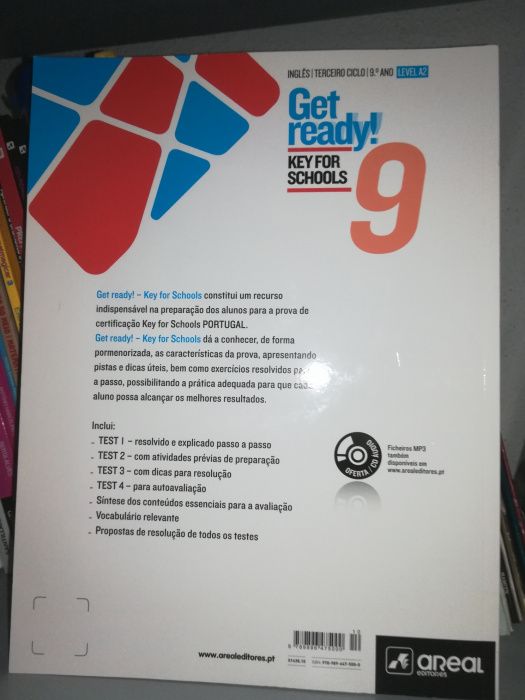 INGLÊS | TERCEIRO CICLO | 9.º ANO LEVEL A2
Get
ready!
KEY FOR
SCHOOLS
9
Get ready! – Key for Schools constitui um recurso
indispensável na preparação dos alunos para a prova de
certificação Key for Schools PORTUGAL.
Get ready! – Key for Schools dá a conhecer, de forma
pormenorizada, as características da prova, apresentando
pistas e dicas úteis, bem como exercícios resolvidos
a passo, possibilitando a prática adequada para que
aluno possa alcançar os melhores resultados.
Inclui:
- TEST 1 – resolvido e explicado passo a passo
- TEST 2 – com atividades prévias de preparação
- TEST 3 – com dicas para resolução
- TEST 4 – para autoavaliação
- Síntese dos conteúdos essenciais para a avaliação
- Vocabulário relevante
- Propostas de resolução de todos os testes
OFERTA CD ÁUDIO
Ficheiros MP3
também
disponíveis em
www.arealeditores.pt
www.arealeditores.pt
10
areal
EDITORES